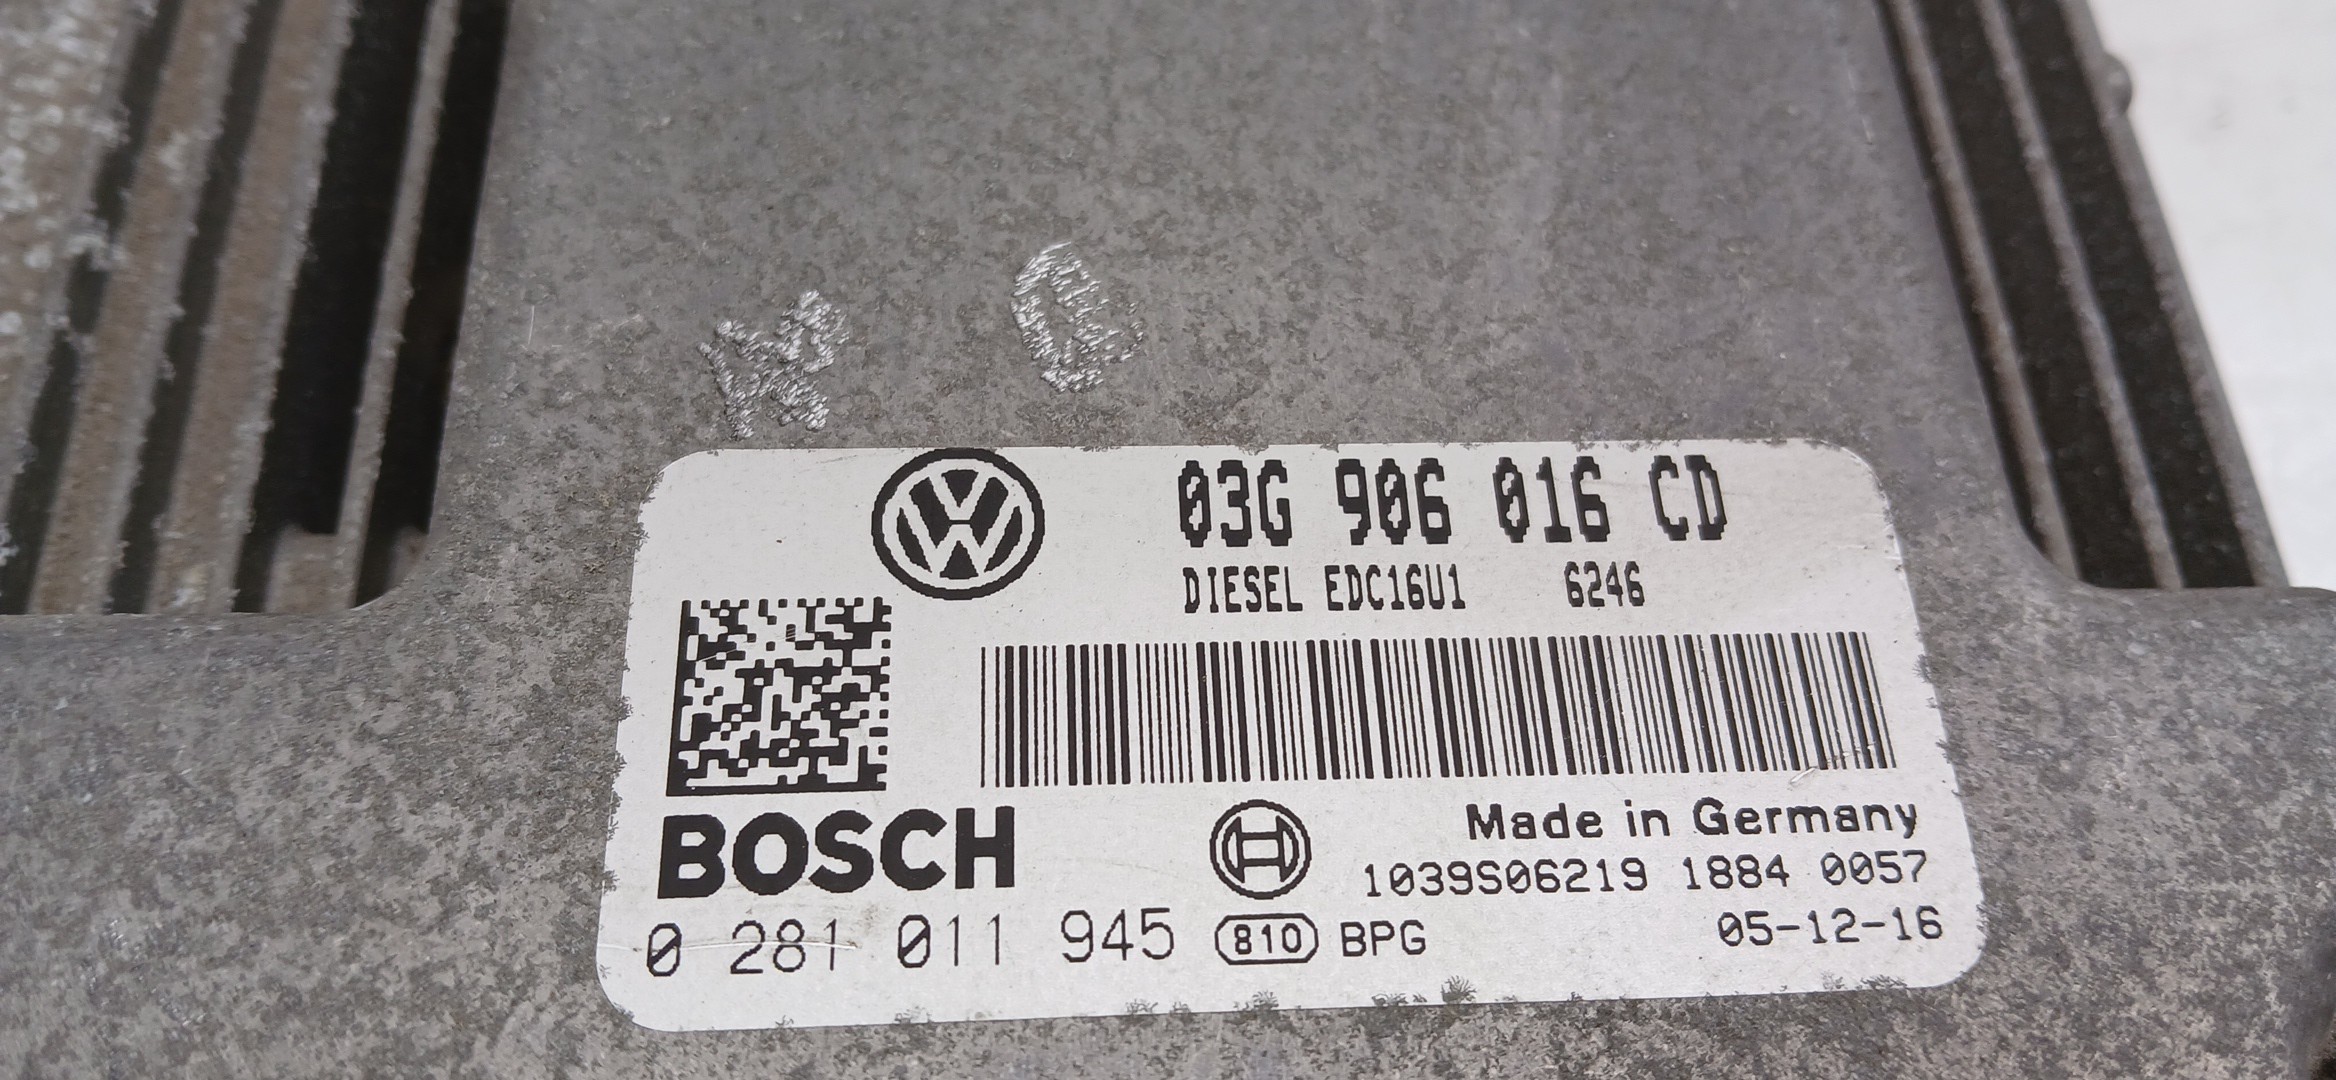 03G 906 016 CD
DIESEL EDC16U1 6246
BOSCH
Made in Germany
1039S06219 1884 0057
0 281 011 945 810 BPG 05-12-16